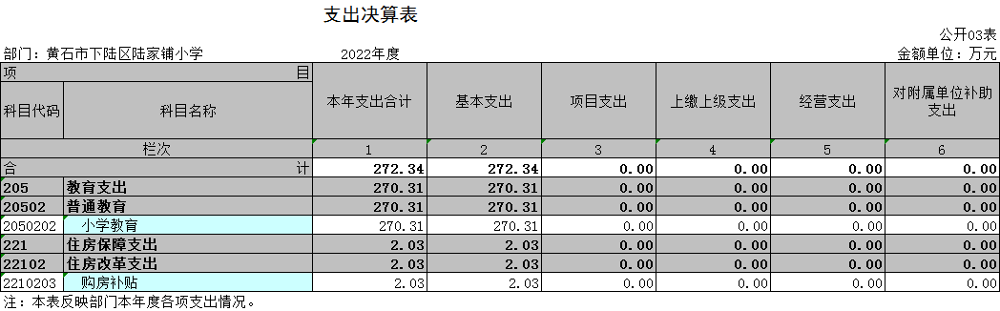 支出决算表
公开03表
部门：黄石市下陆区陆家铺小学 2022年度 金额单位：万元
项 目 本年支出合计 基本支出 项目支出 上缴上级支出 经营支出 对附属单位补助支出
科目代码 科目名称
栏次 1 2 3 4 5 6
合 计 272.34 272.34 0.00 0.00 0.00 0.00
205 教育支出 270.31 270.31 0.00 0.00 0.00 0.00
20502 普通教育 270.31 270.31 0.00 0.00 0.00 0.00
2050202 小学教育 270.31 270.31 0.00 0.00 0.00 0.00
221 住房保障支出 2.03 2.03 0.00 0.00 0.00 0.00
22102 住房改革支出 2.03 2.03 0.00 0.00 0.00 0.00
2210203 购房补贴 2.03 2.03 0.00 0.00 0.00 0.00
注：本表反映部门本年度各项支出情况。